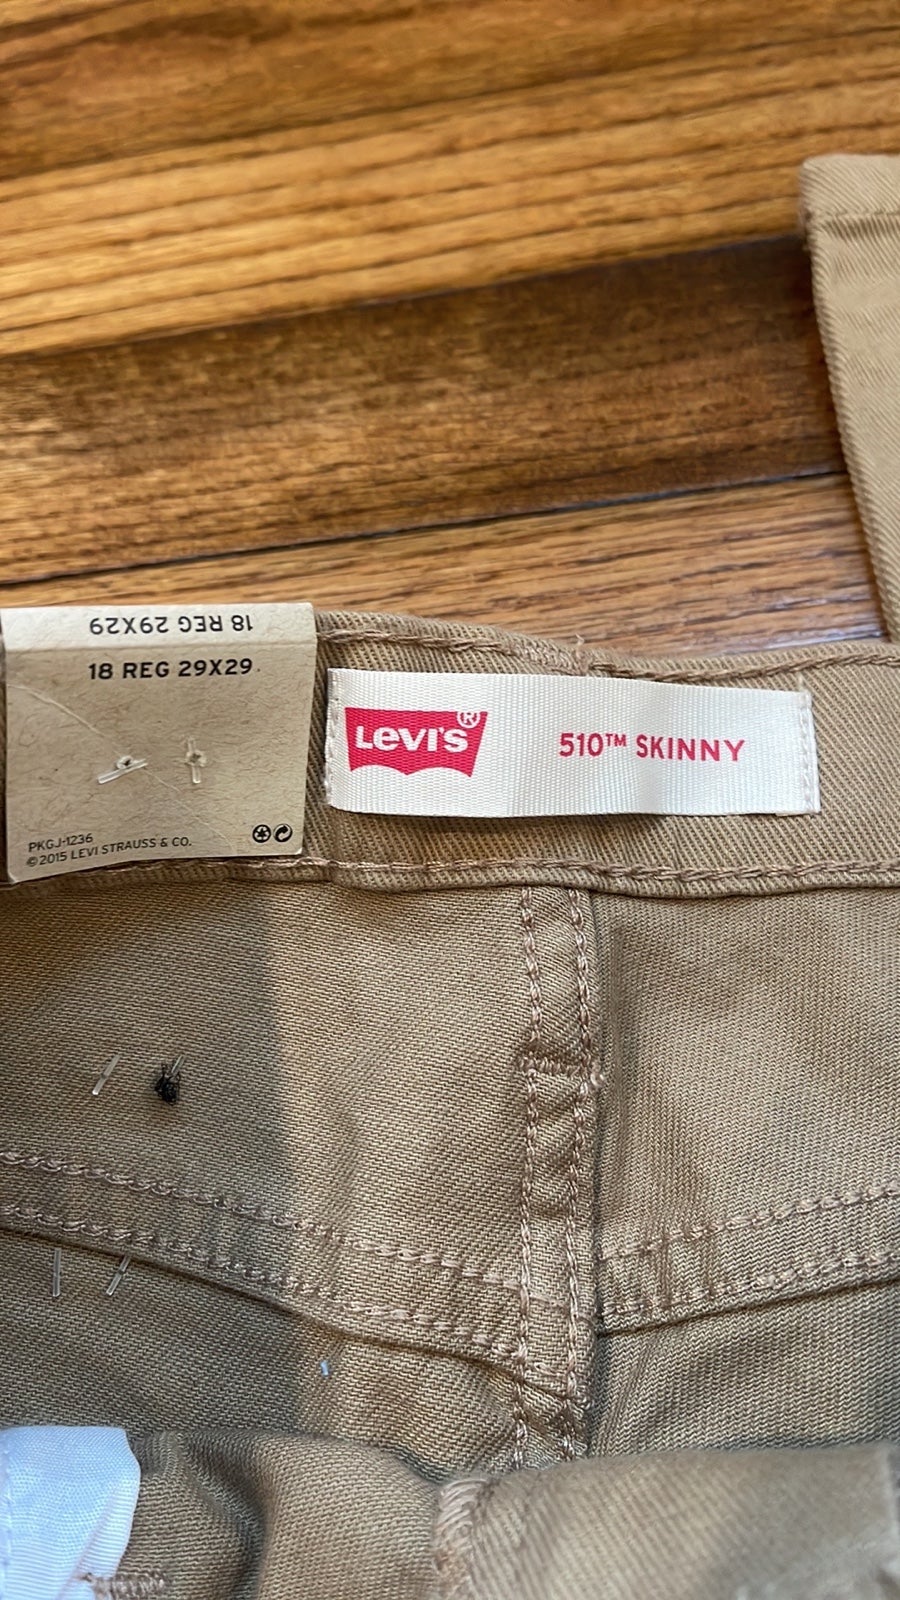 18 REG 29X29
18 REG 29X29
PKGJ-1236
©2015 LEVI STRAUSS & CO.
LEVI'S®
510™ SKINNY